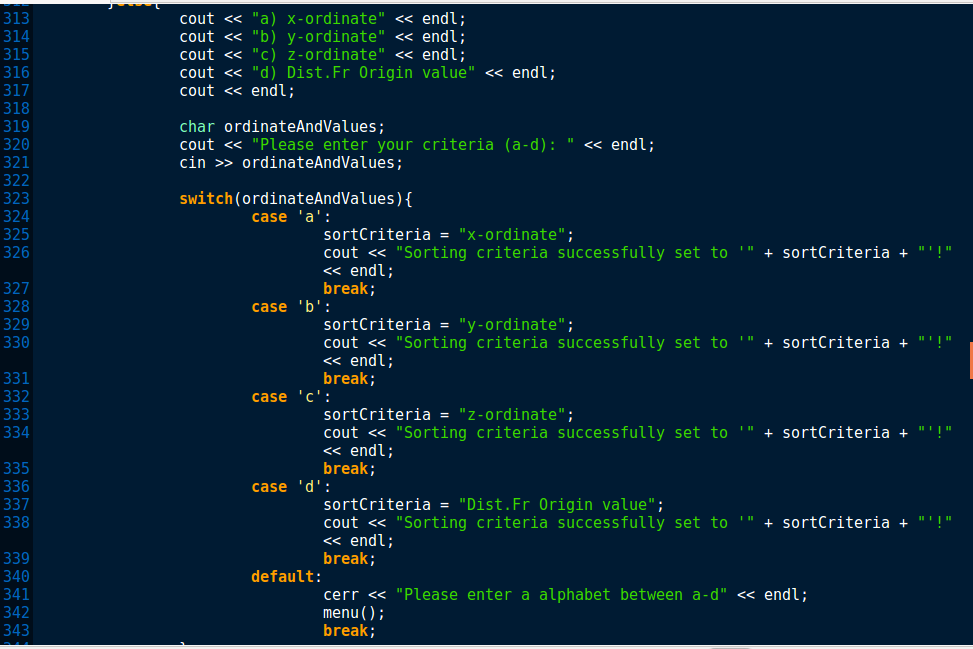 312 }else{
313 cout << "a) x-ordinate" << endl;
314 cout << "b) y-ordinate" << endl;
315 cout << "c) z-ordinate" << endl;
316 cout << "d) Dist.Fr Origin value" << endl;
317 cout << endl;
318
319 char ordinateAndValues;
320 cout << "Please enter your criteria (a-d): " << endl;
321 cin >> ordinateAndValues;
322
323 switch(ordinateAndValues){
324 case 'a':
325 sortCriteria = "x-ordinate";
326 cout << "Sorting criteria successfully set to '" + sortCriteria + "'!"
<< endl;
327 break;
328 case 'b':
329 sortCriteria = "y-ordinate";
330 cout << "Sorting criteria successfully set to '" + sortCriteria + "'!"
<< endl;
331 break;
332 case 'c':
333 sortCriteria = "z-ordinate";
334 cout << "Sorting criteria successfully set to '" + sortCriteria + "'!"
<< endl;
335 break;
336 case 'd':
337 sortCriteria = "Dist.Fr Origin value";
338 cout << "Sorting criteria successfully set to '" + sortCriteria + "'!"
<< endl;
339 break;
340 default:
341 cerr << "Please enter a alphabet between a-d" << endl;
342 menu();
343 break;